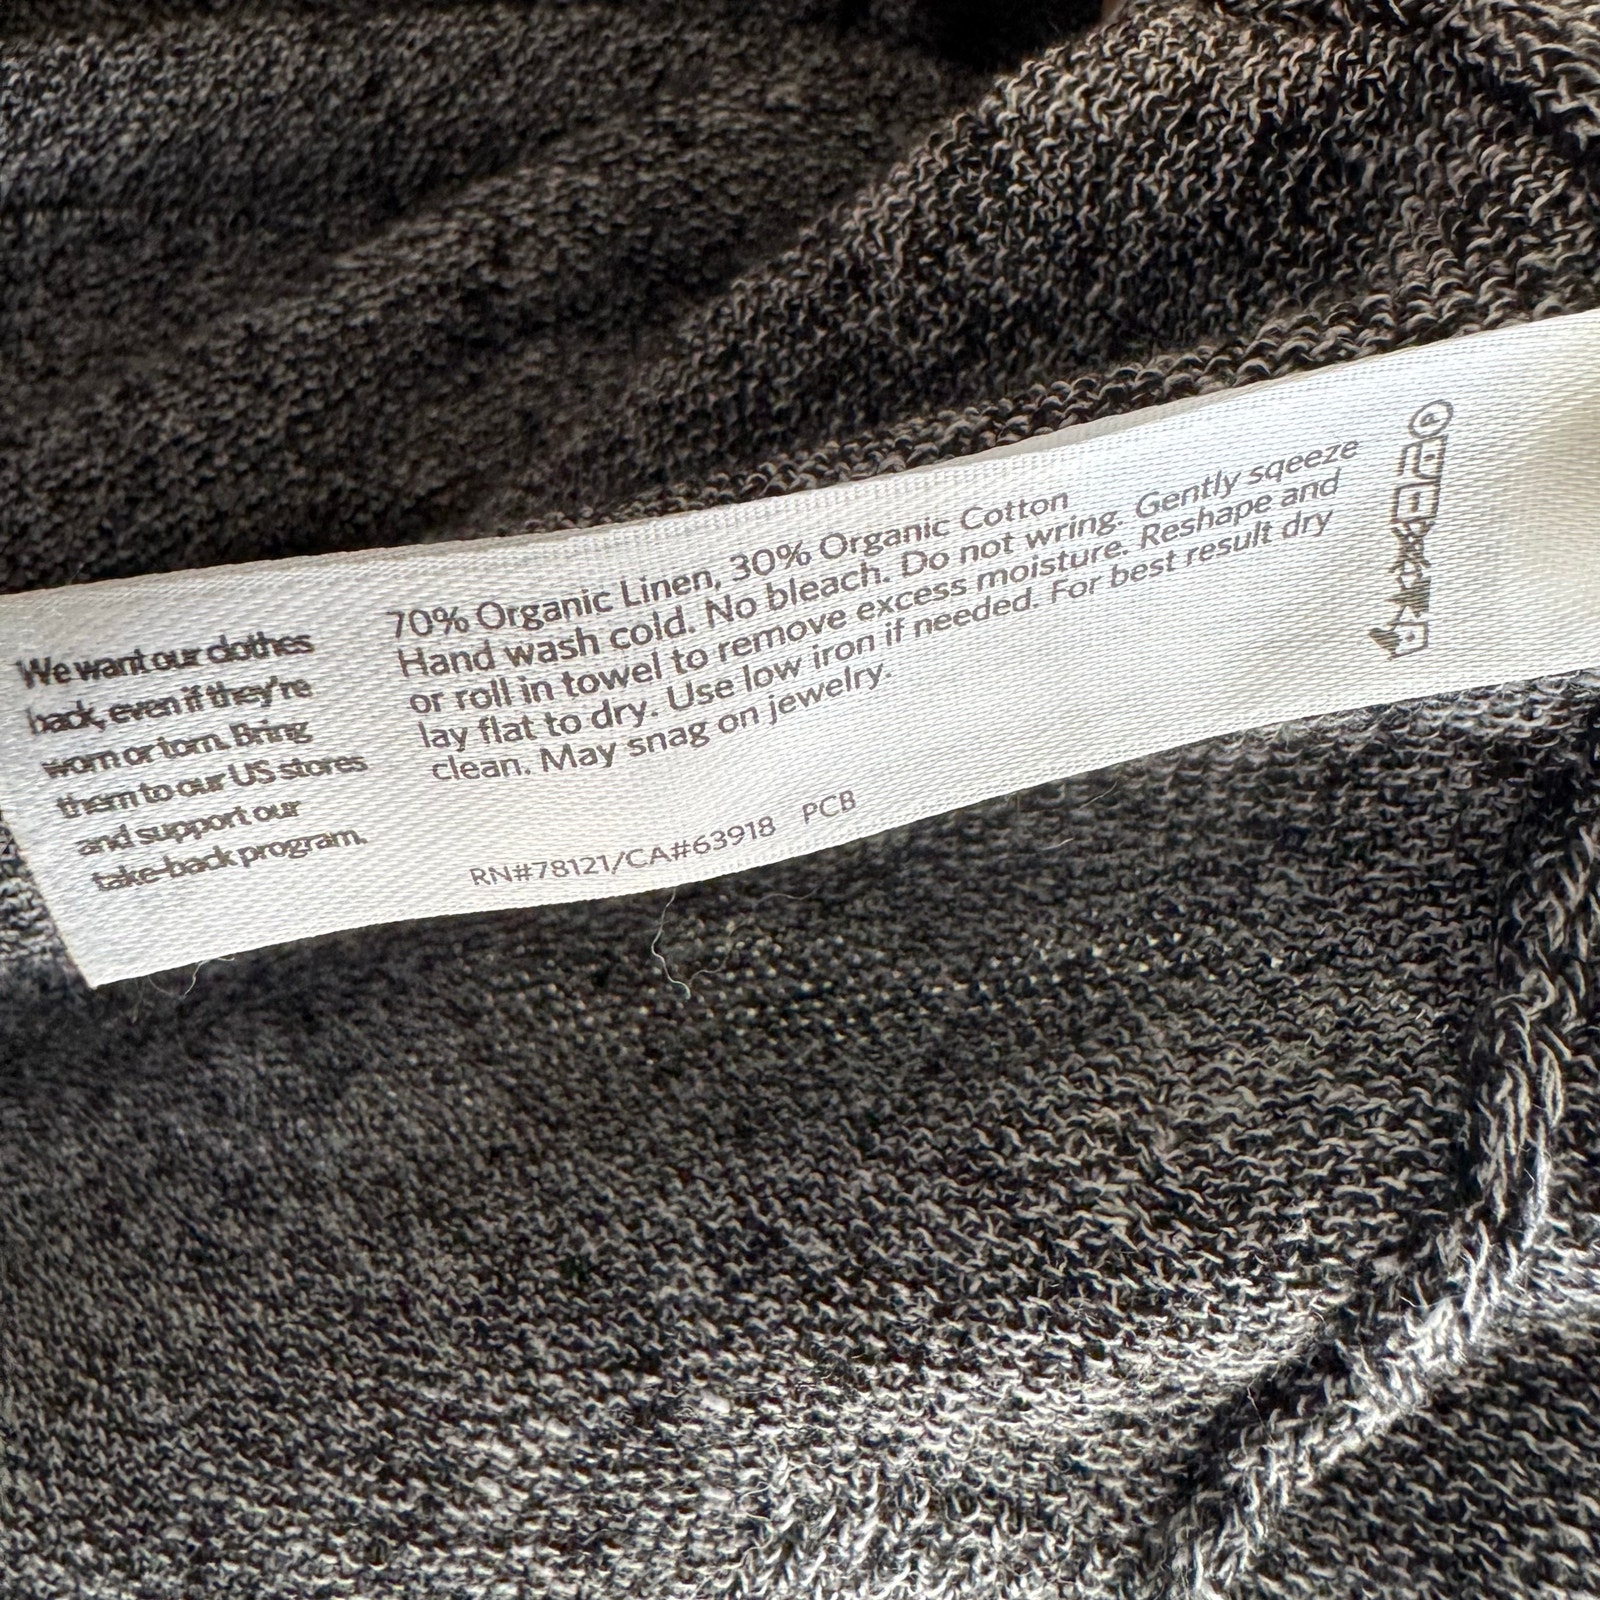 We want our clothes
back, even if they're
worn or torn. Bring
them to our US stores
and support our
take-back program.
70% Organic Linen, 30% Organic Cotton
Hand wash cold. No bleach. Do not wring. Gently sqeeze
or roll in towel to remove excess moisture. Reshape and
lay flat to dry. Use low iron if needed. For best result dry
clean. May snag on jewelry.
RN#78121/CA#63918 PCB